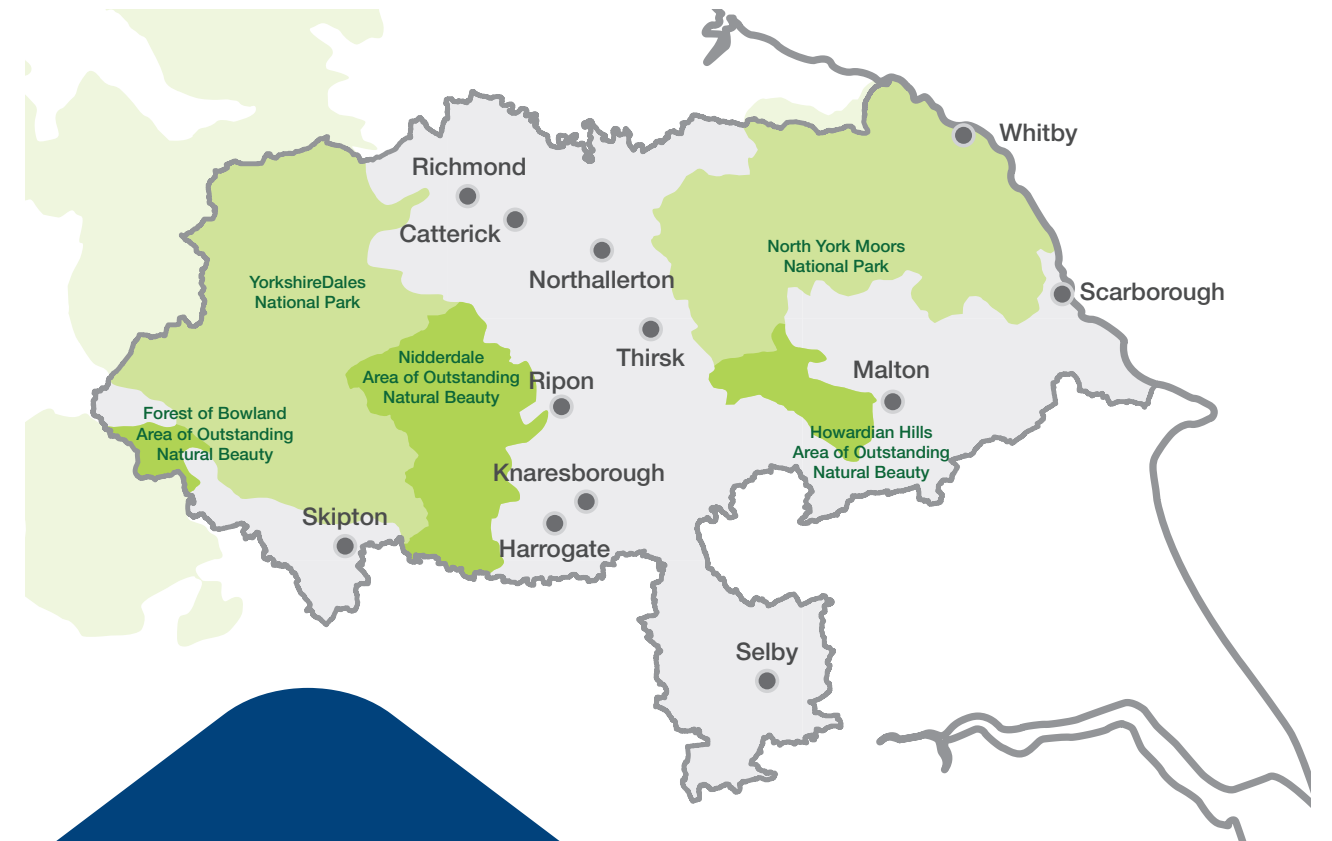 Whitby
Richmond
Catterick
North York Moors
National Park
Northallerton
YorkshireDales
National Park
Scarborough
Thirsk
Nidderdale
Area of Outstanding
Natural Beauty
Ripon
Malton
Forest of Bowland
Area of Outstanding
Natural Beauty
Howardian Hills
Area of Outstanding
Natural Beauty
Knaresborough
Skipton
Harrogate
Selby